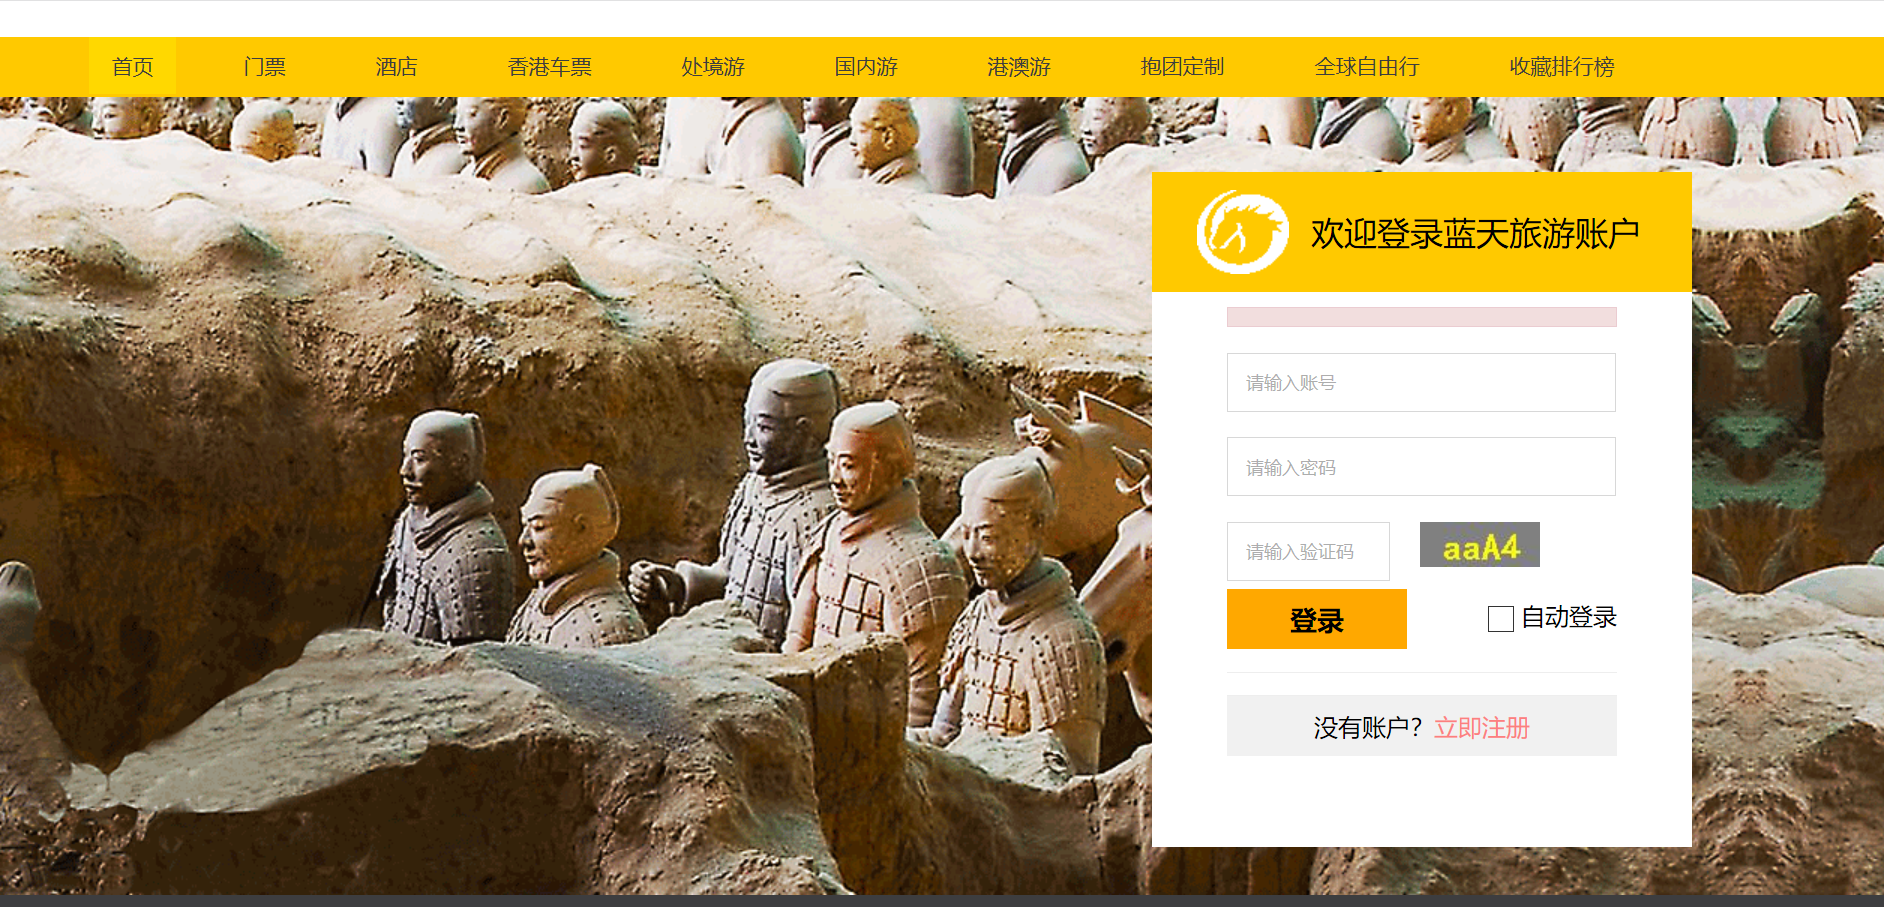 首页 门票 酒店 香港车票 处境游 国内游 港澳游 抱团定制 全球自由行 收藏排行榜
欢迎登录蓝天旅游账户
请输入账号
请输入密码
请输入验证码 aaA4
登录 自动登录
没有账户？立即注册